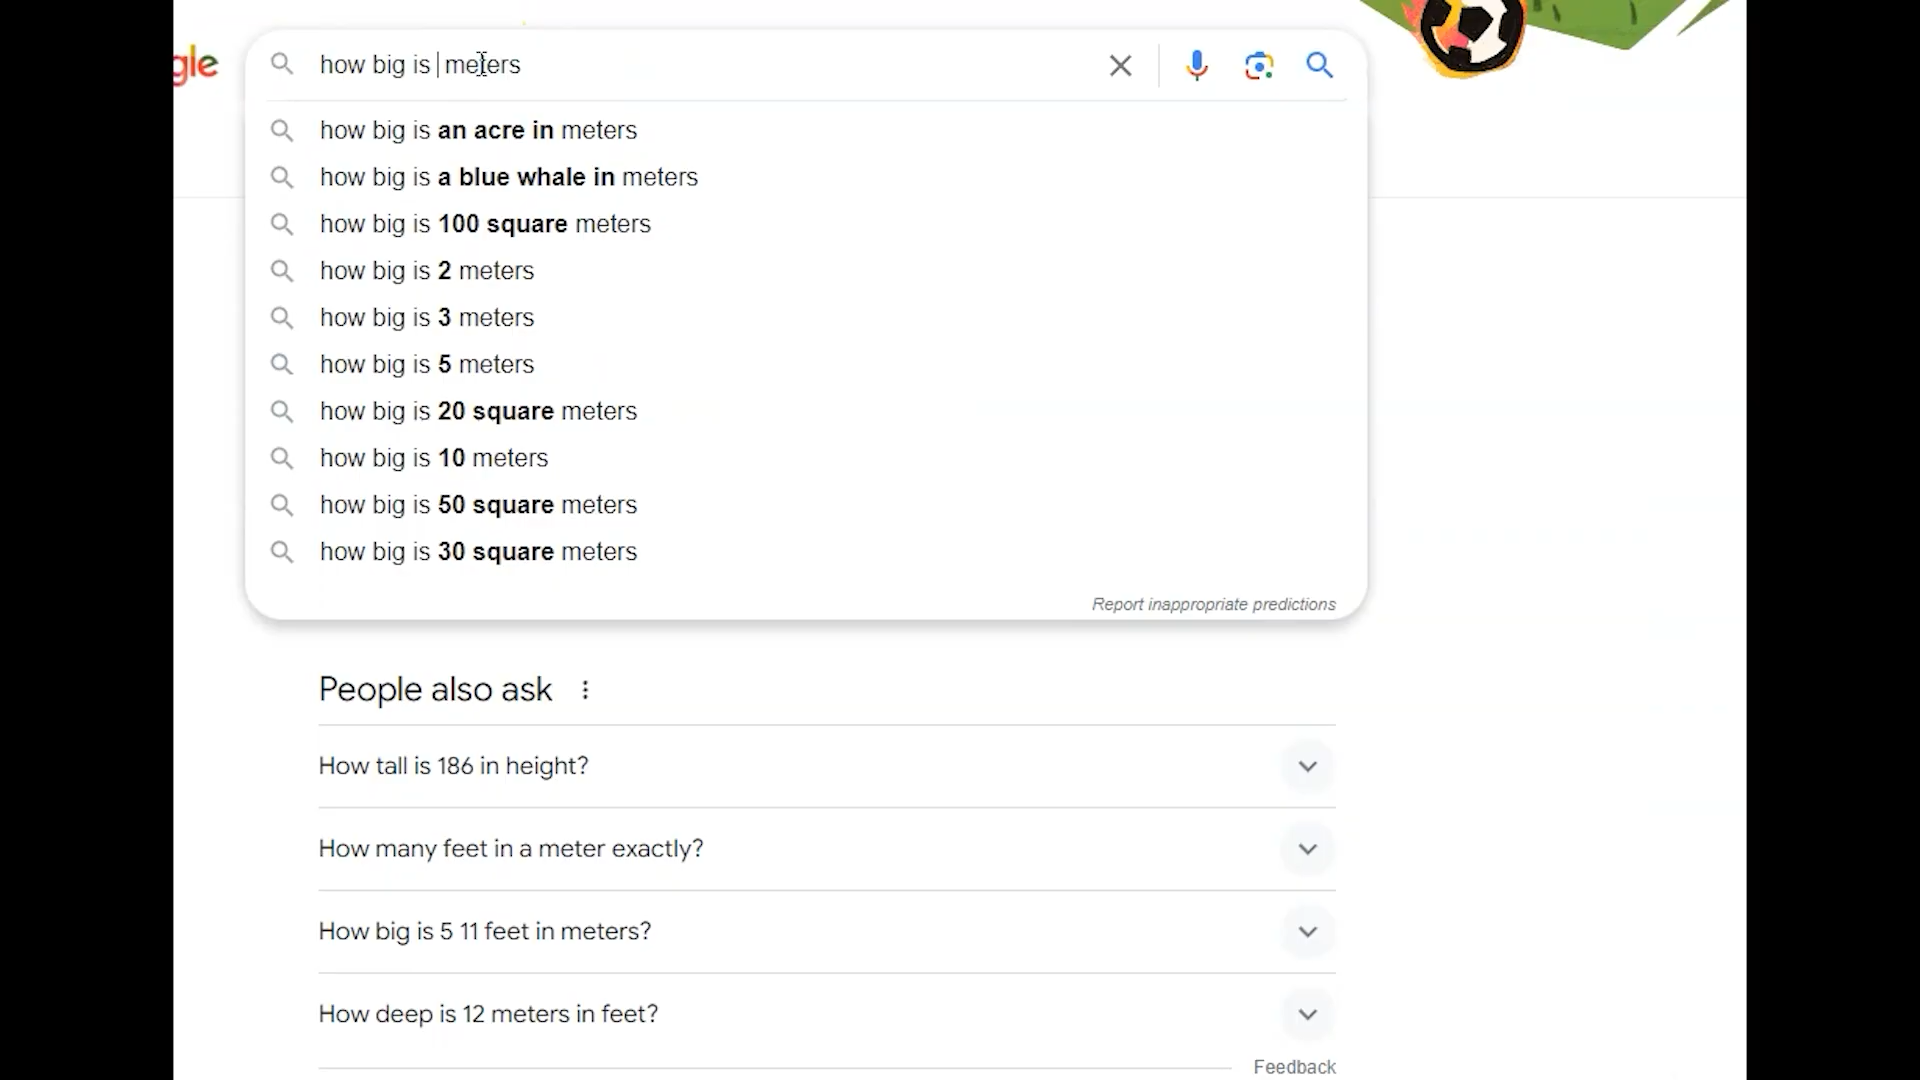 gle
how big is meters
how big is an acre in meters
how big is a blue whale in meters
how big is 100 square meters
how big is 2 meters
how big is 3 meters
how big is 5 meters
how big is 20 square meters
how big is 10 meters
how big is 50 square meters
how big is 30 square meters
Report inappropriate predictions
People also ask
How tall is 186 in height?
How many feet in a meter exactly?
How big is 5 11 feet in meters?
How deep is 12 meters in feet?
Feedback